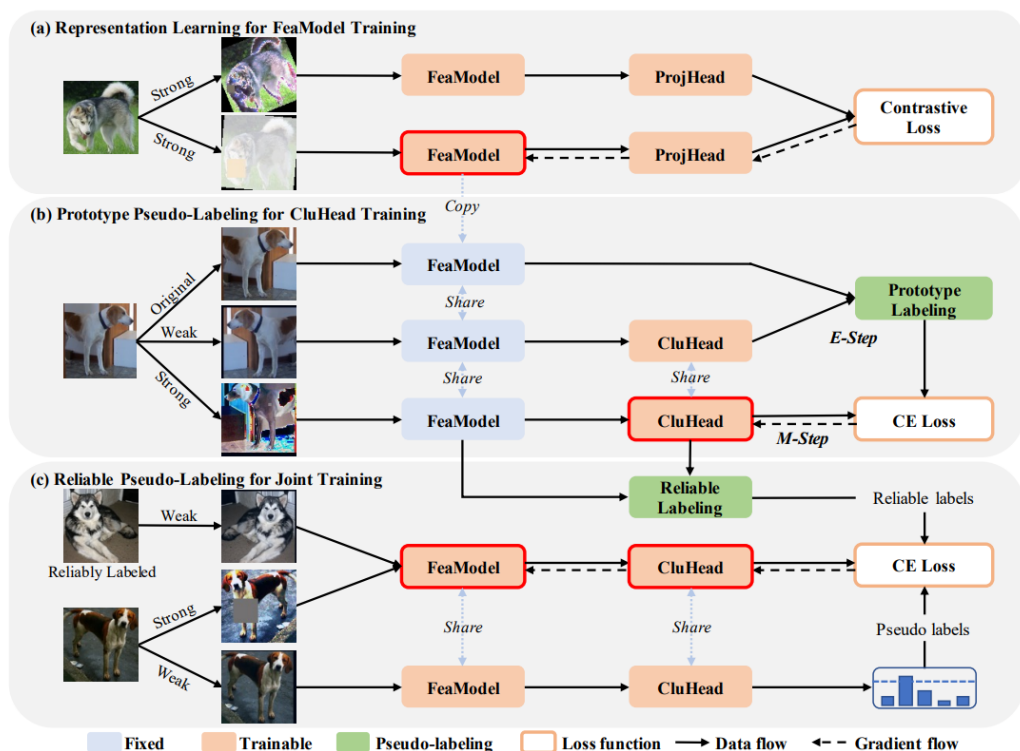 (a) Representation Learning for FeaModel Training
Strong
Strong
FeaModel
ProjHead
FeaModel
ProjHead
Contrastive
Loss
Copy
(b) Prototype Pseudo-Labeling for CluHead Training
Original
Weak
Strong
FeaModel
Share
FeaModel
CluHead
Share
Share
FeaModel
CluHead
Prototype
Labeling
E-Step
M-Step
CE Loss
(c) Reliable Pseudo-Labeling for Joint Training
Reliable
Labeling
Reliable labels
Weak
Reliably Labeled
Strong
Weak
FeaModel
CluHead
CE Loss
Share
Share
Pseudo labels
FeaModel
CluHead
Fixed
Trainable
Pseudo-labeling
Loss function
Data flow
Gradient flow